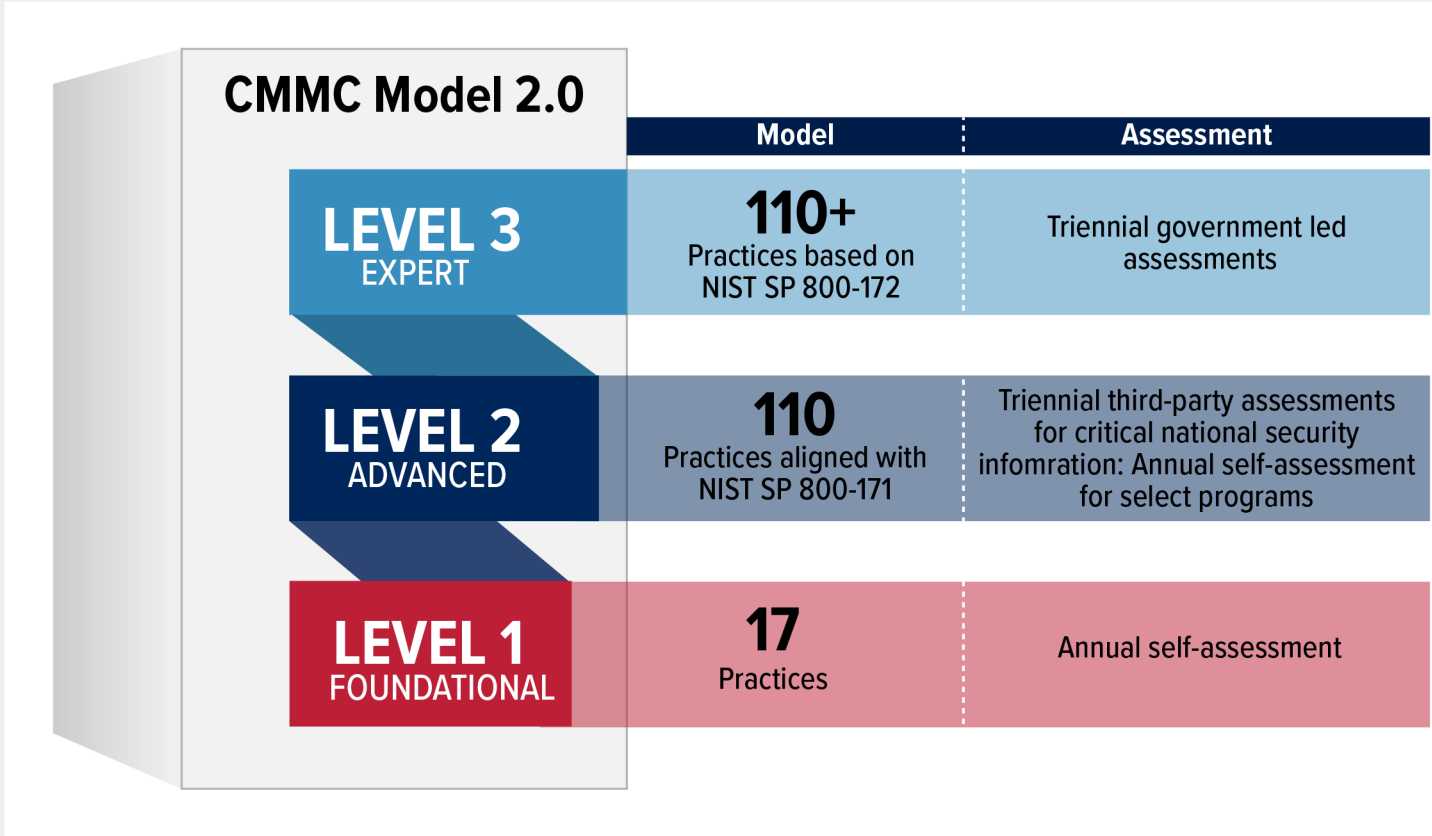 CMMC Model 2.0
Model
Assessment
LEVEL 3
EXPERT
110+
Practices based on
NIST SP 800-172
Triennial government led
assessments
LEVEL 2
ADVANCED
110
Practices aligned with
NIST SP 800-171
Triennial third-party assessments
for critical national security
infomration: Annual self-assessment
for select programs
LEVEL 1
FOUNDATIONAL
17
Practices
Annual self-assessment